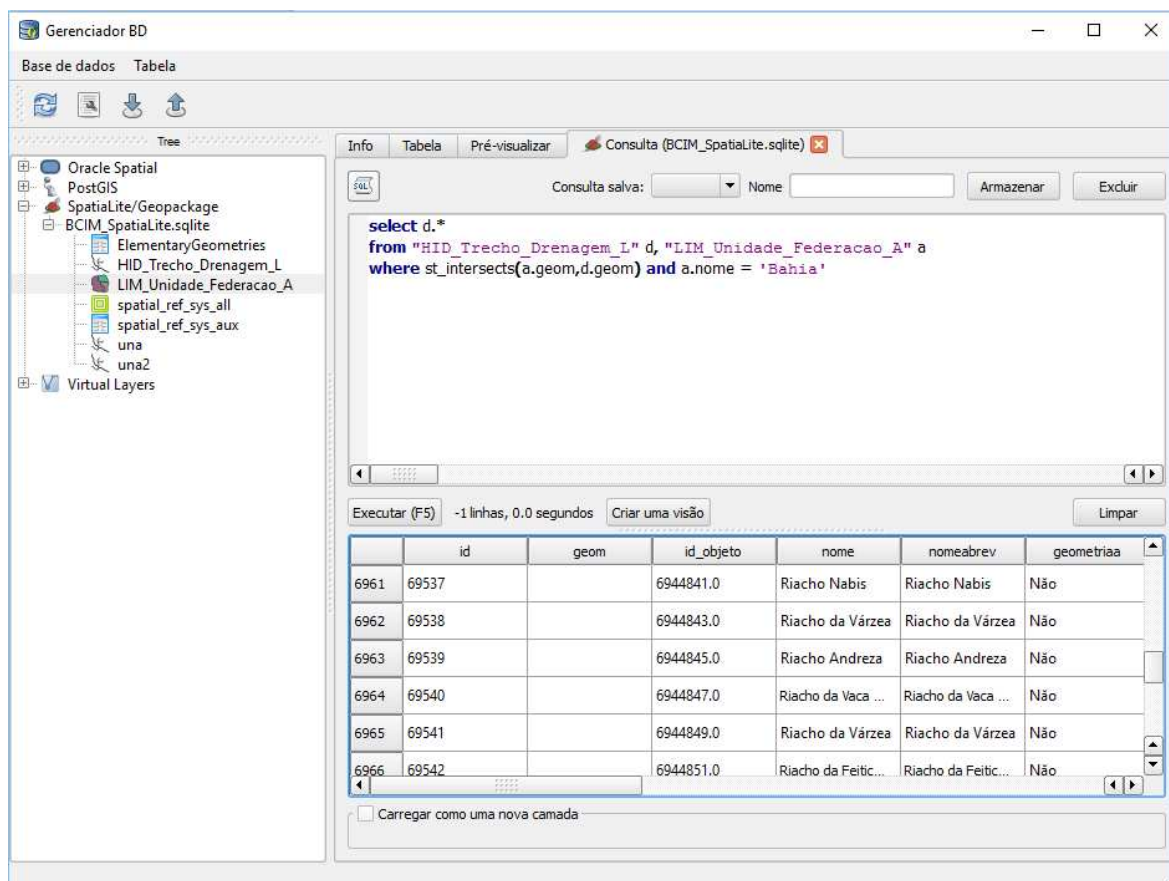 Gerenciador BD
Base de dados Tabela
Tree
Oracle Spatial
PostGIS
SpatiaLite/Geopackage
BCIM_SpatiaLite.sqlite
ElementaryGeometries
HID_Trecho_Drenagem_L
LIM_Unidade_Federacao_A
spatial_ref_sys_all
spatial_ref_sys_aux
una
una2
Virtual Layers
Info Tabela Pré-visualizar Consulta (BCIM_SpatiaLite.sqlite)
SQL Consulta salva: Nome Armazenar Excluir
select d.*
from "HID_Trecho_Drenagem_L" d, "LIM_Unidade_Federacao_A" a
where st_intersects(a.geom,d.geom) and a.nome = 'Bahia'
Executar (F5) -1 linhas, 0.0 segundos Criar uma visão Limpar
id geom id_objeto nome nomeabrev geometriaa
6961 69537 6944841.0 Riacho Nabis Riacho Nabis Não
6962 69538 6944843.0 Riacho da Várzea Riacho da Várzea Não
6963 69539 6944845.0 Riacho Andreza Riacho Andreza Não
6964 69540 6944847.0 Riacho da Vaca ... Riacho da Vaca ... Não
6965 69541 6944849.0 Riacho da Várzea Riacho da Várzea Não
6966 69542 6944851.0 Riacho da Feitic... Riacho da Feitic... Não
Carregar como uma nova camada